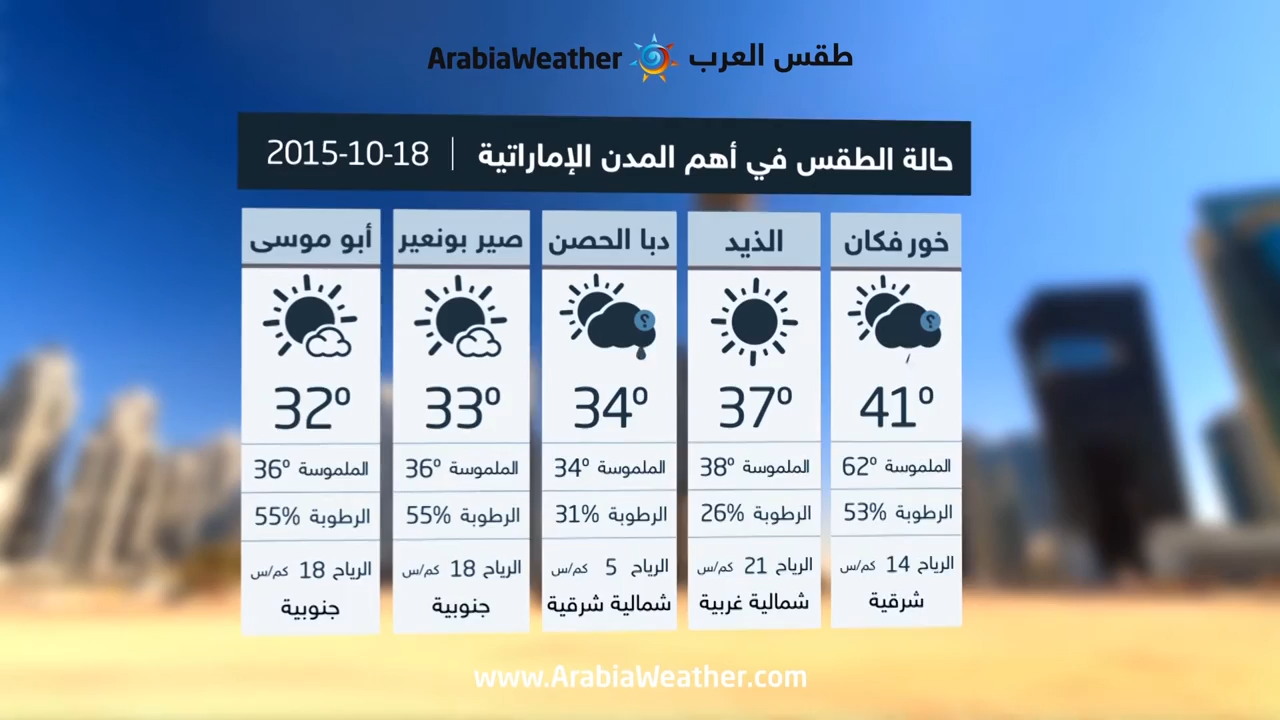 ArabiaWeather طقس العرب
حالة الطقس في أهم المدن الإماراتية | 2015-10-18
خور فكان
41°
الملموسة 62°
الرطوبة 53%
الرياح 14 كم/س
شرقية
الذيد
37°
الملموسة 38°
الرطوبة 26%
الرياح 21 كم/س
شمالية غربية
دبا الحصن
34°
الملموسة 34°
الرطوبة 31%
الرياح 5 كم/س
شمالية شرقية
صير بونعير
33°
الملموسة 36°
الرطوبة 55%
الرياح 18 كم/س
جنوبية
أبو موسى
32°
الملموسة 36°
الرطوبة 55%
الرياح 18 كم/س
جنوبية
www.ArabiaWeather.com